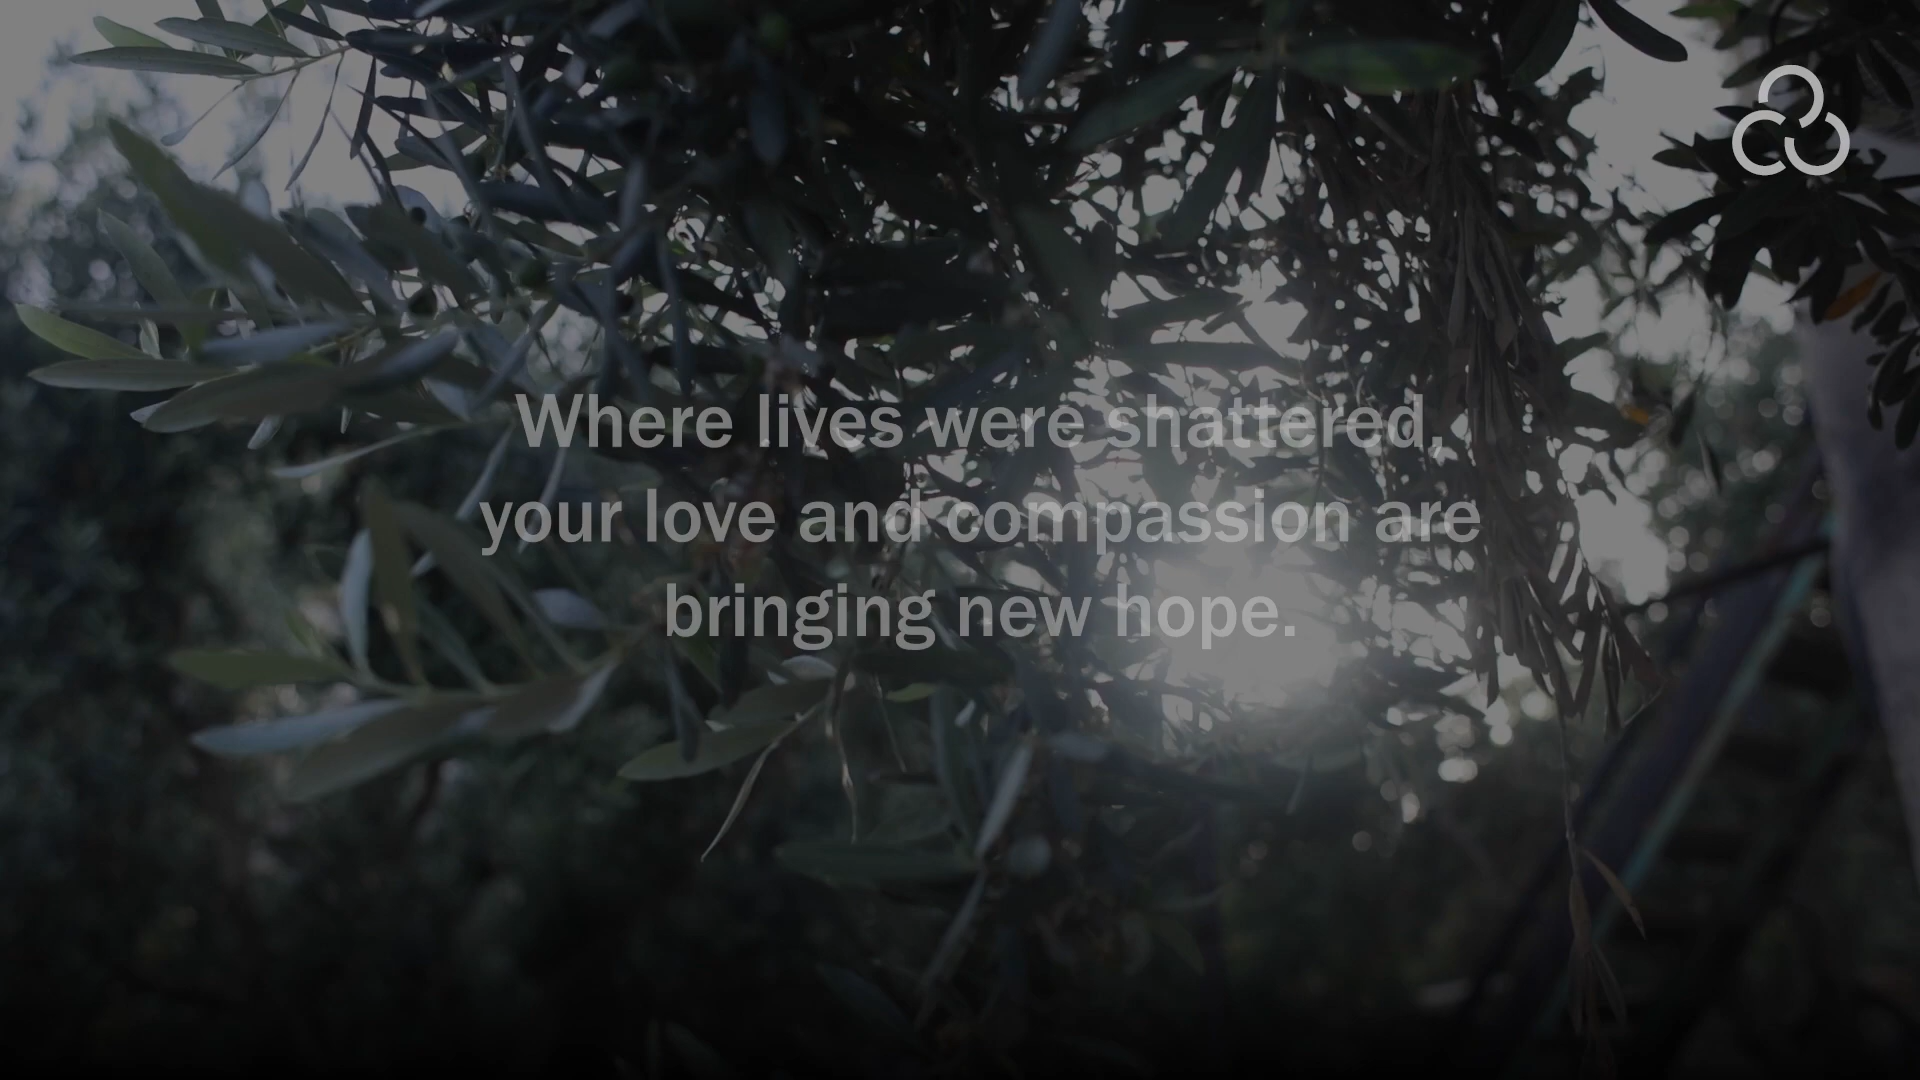 Where lives were shattered,
your love and compassion are
bringing new hope.